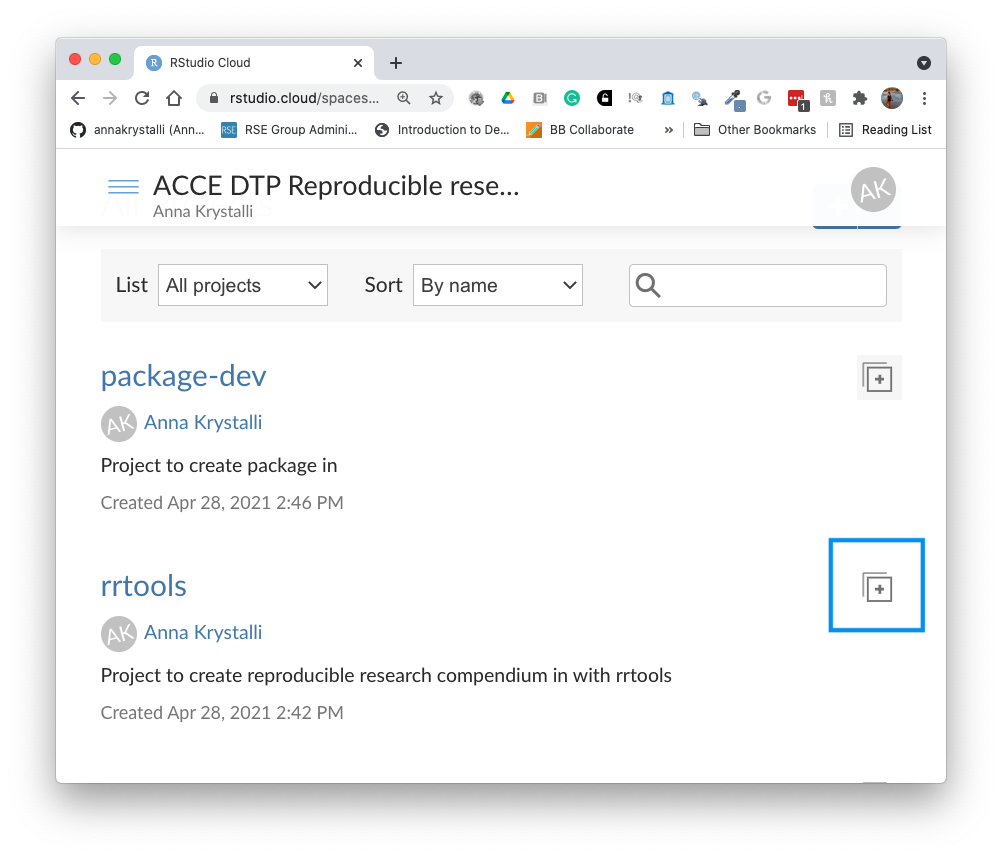 RStudio Cloud
rstudio.cloud/spaces...
annakrystalli (Ann...
RSE Group Admini...
Introduction to De...
BB Collaborate
»
Other Bookmarks
Reading List
ACCE DTP Reproducible rese...
Anna Krystalli
AK
List
All projects
Sort
By name
package-dev
AK
Anna Krystalli
Project to create package in
Created Apr 28, 2021 2:46 PM
rrtools
AK
Anna Krystalli
Project to create reproducible research compendium in with rrtools
Created Apr 28, 2021 2:42 PM